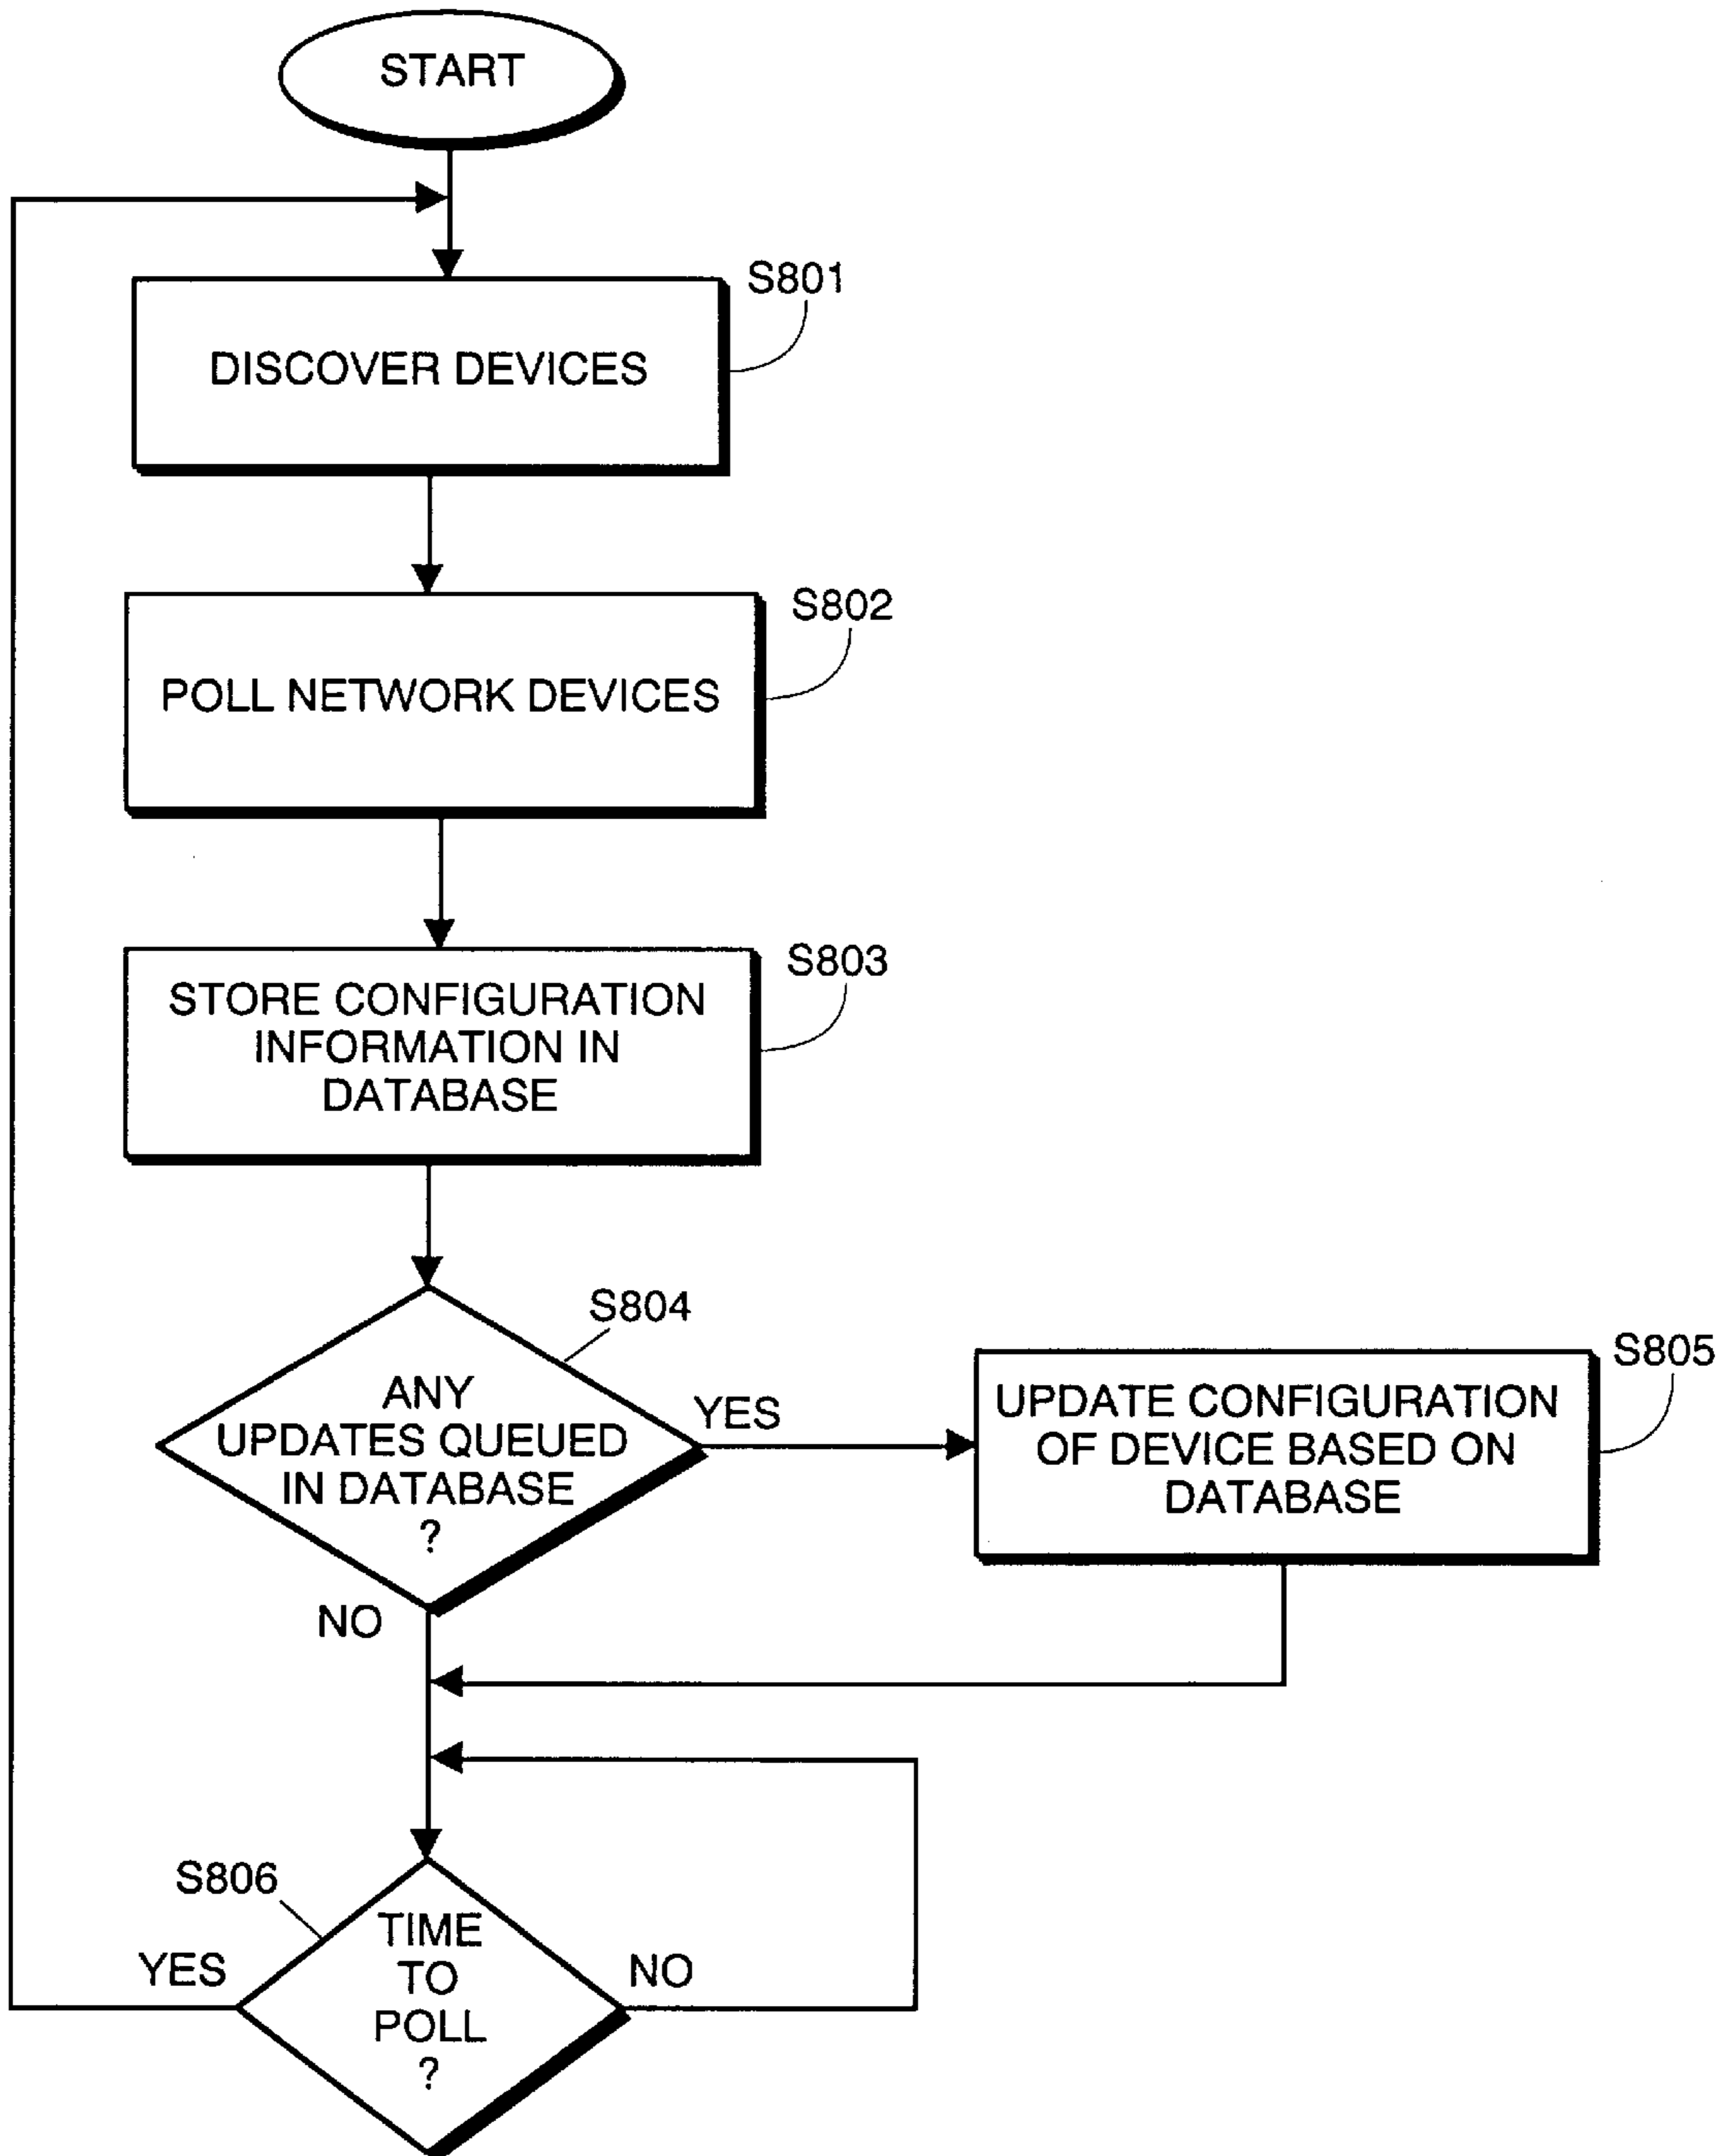 START
S801
DISCOVER DEVICES
S802
POLL NETWORK DEVICES
S803
STORE CONFIGURATION
INFORMATION IN
DATABASE
S804
ANY
UPDATES QUEUED
IN DATABASE
?
YES
NO
S805
UPDATE CONFIGURATION
OF DEVICE BASED ON
DATABASE
S806
TIME
TO
POLL
?
YES
NO